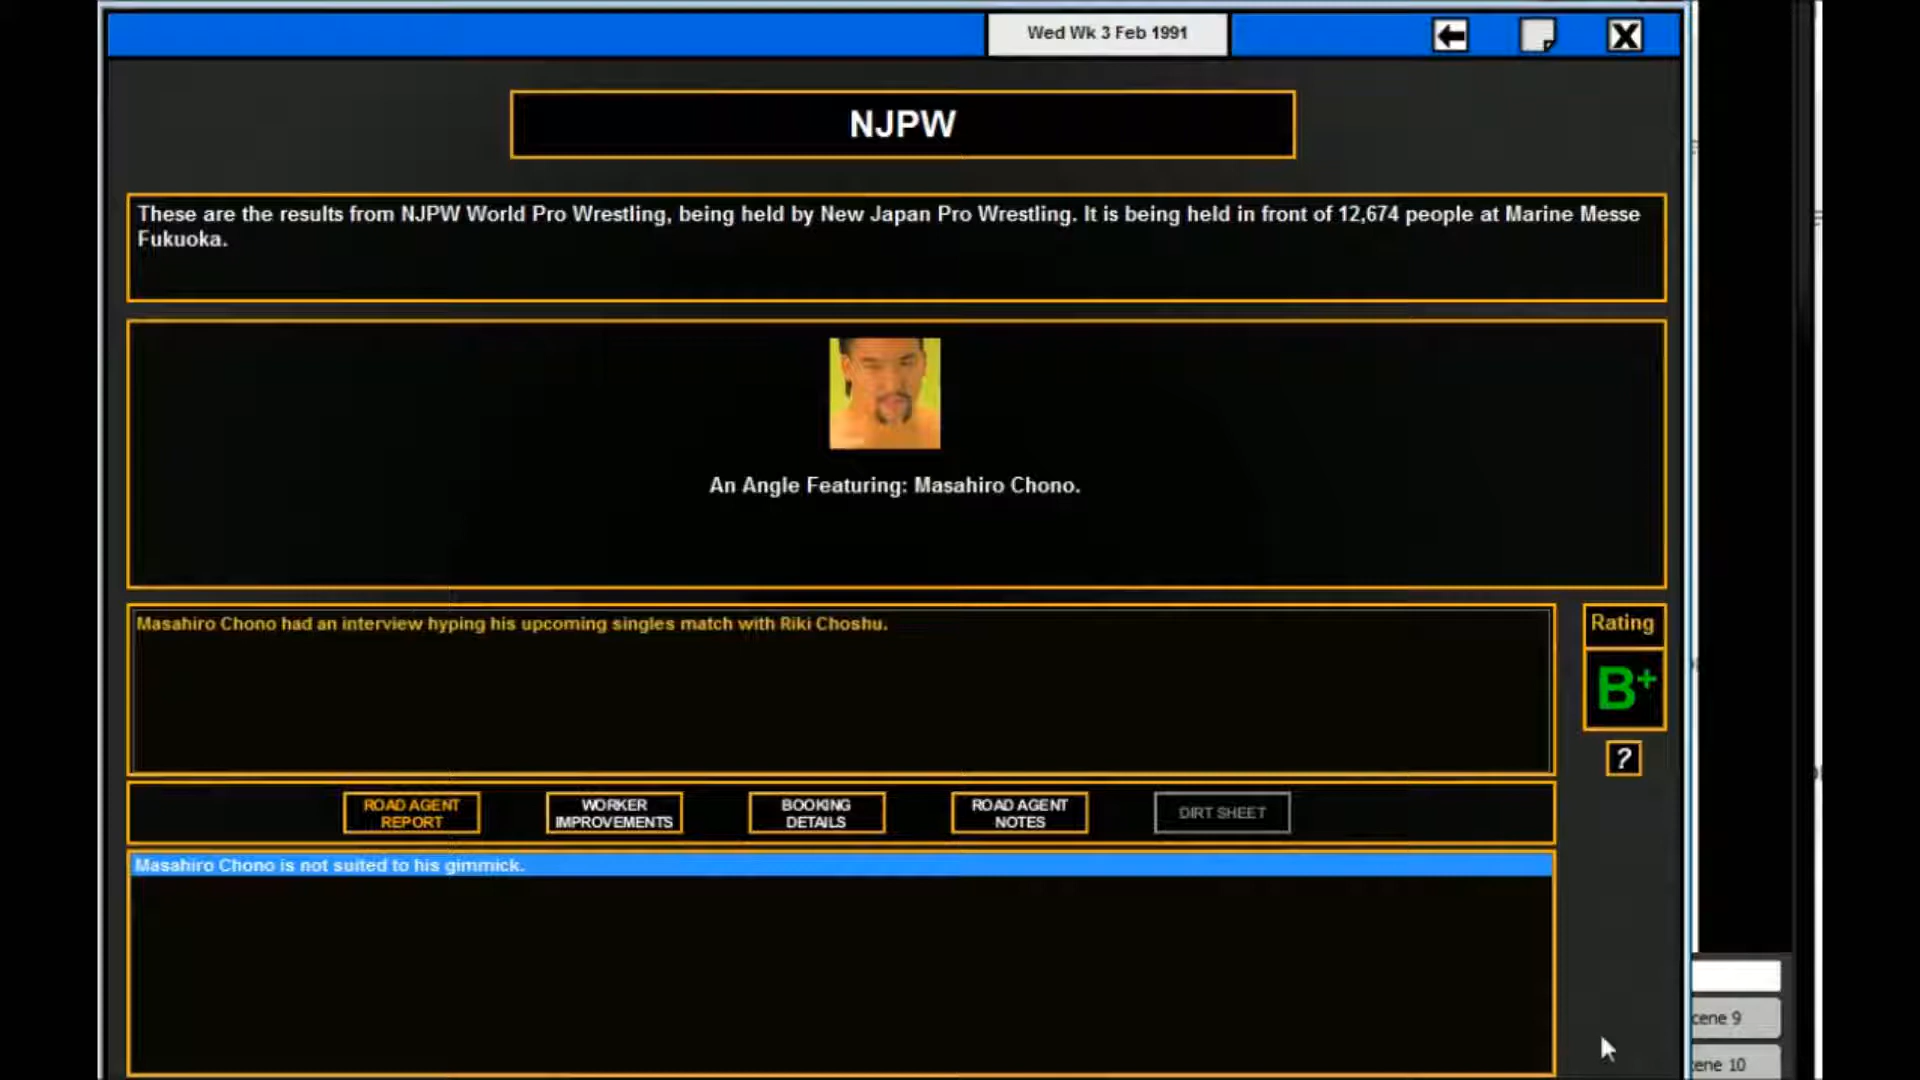 Wed Wk 3 Feb 1991
NJPW
These are the results from NJPW World Pro Wrestling, being held by New Japan Pro Wrestling. It is being held in front of 12,674 people at Marine Messe
Fukuoka.
An Angle Featuring: Masahiro Chono.
Masahiro Chono had an interview hyping his upcoming singles match with Riki Choshu.
Rating
B+
?
ROAD AGENT
REPORT
WORKER
IMPROVEMENTS
BOOKING
DETAILS
ROAD AGENT
NOTES
DIRT SHEET
Masahiro Chono is not suited to his gimmick.
cene 9
ene 10